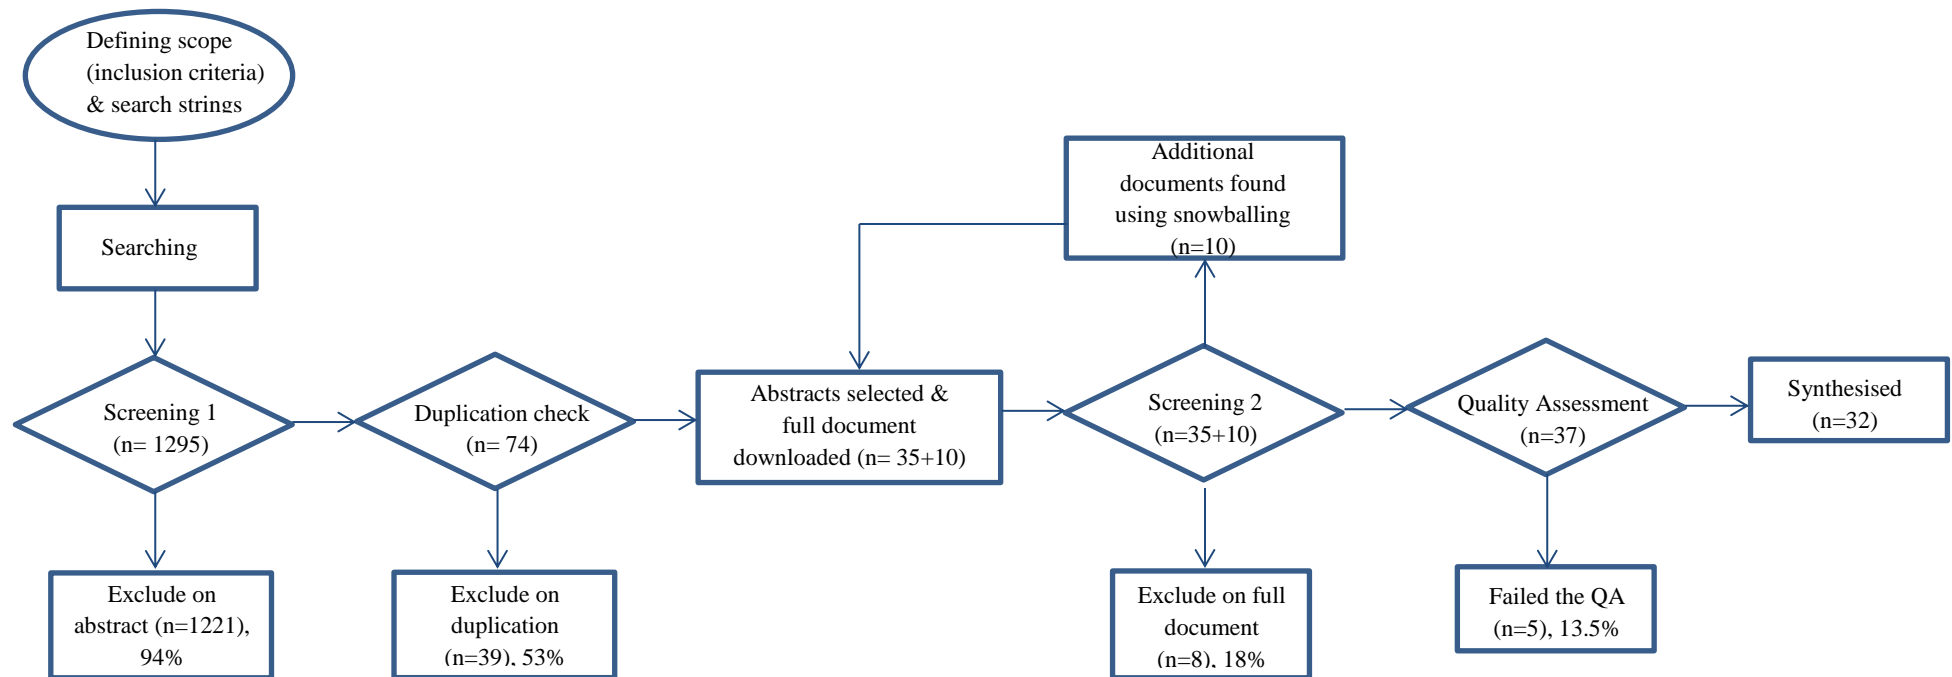 Defining scope
(inclusion criteria)
& search strings
Searching
Screening 1
(n= 1295)
Exclude on
abstract (n=1221),
94%
Duplication check
(n= 74)
Exclude on
duplication
(n=39), 53%
Abstracts selected &
full document
downloaded (n= 35+10)
Additional
documents found
using snowballing
(n=10)
Screening 2
(n=35+10)
Exclude on full
document
(n=8), 18%
Quality Assessment
(n=37)
Failed the QA
(n=5), 13.5%
Synthesised
(n=32)